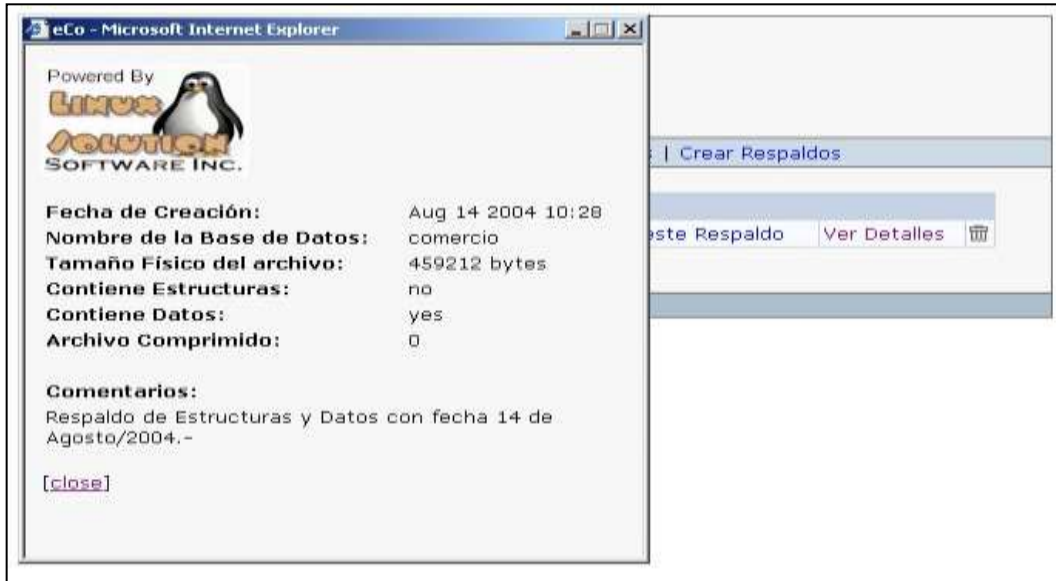 eCo - Microsoft Internet Explorer
Powered By
LINUX
SOLUTION
SOFTWARE INC.
Fecha de Creación: Aug 14 2004 10:28
Nombre de la Base de Datos: comercio
Tamaño Físico del archivo: 459212 bytes
Contiene Estructuras: no
Contiene Datos: yes
Archivo Comprimido: 0
Comentarios:
Respaldo de Estructuras y Datos con fecha 14 de
Agosto/2004.-
[close]
| Crear Respaldos
este Respaldo Ver Detalles